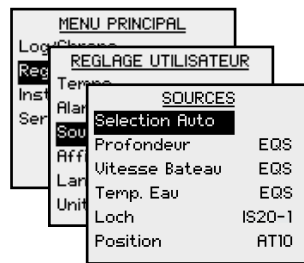 MENU PRINCIPAL
Log/Chrono
Reg
Inst
Ser
REGLAGE UTILISATEUR
Temps
Alar
Sou
Affi
Lan
Unit
SOURCES
Selection Auto
Profondeur EQS
Vitesse Bateau EQS
Temp. Eau EQS
Loch IS20-1
Position AT10